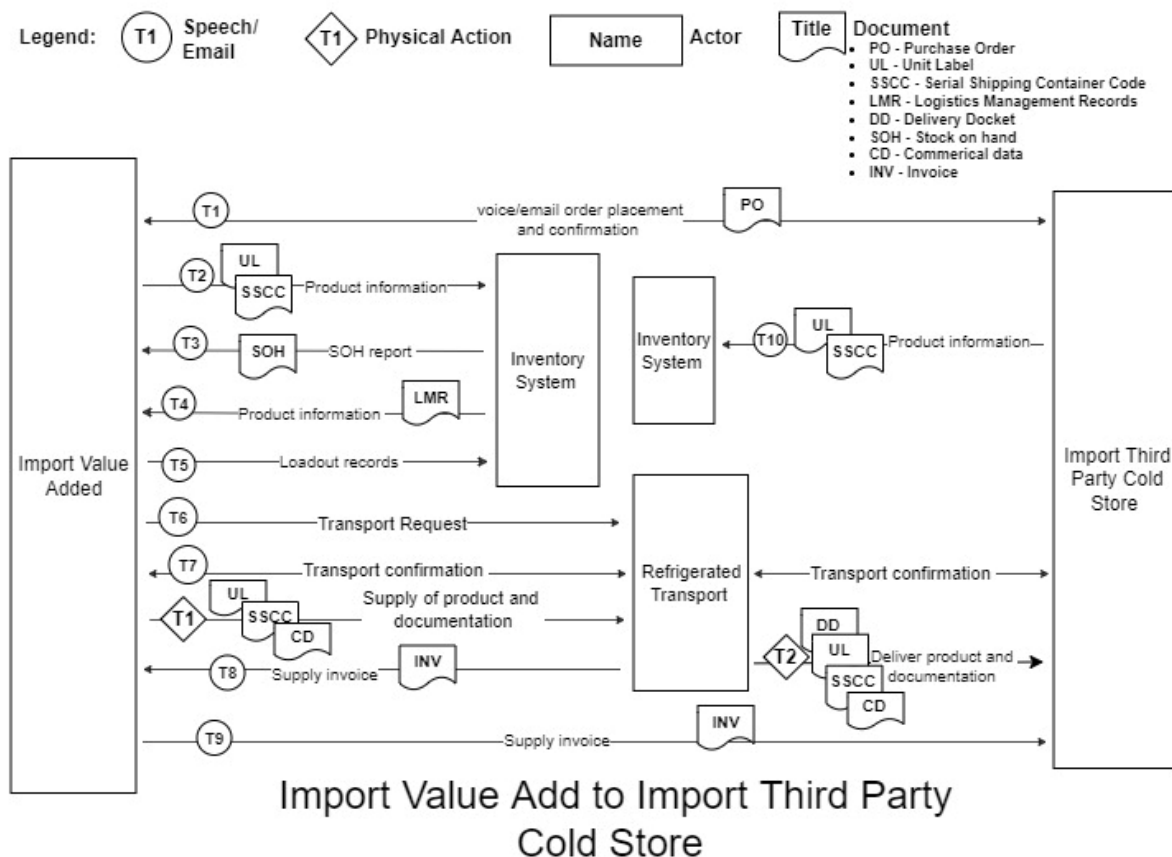 Legend:
T1
Speech/
Email
T1
Physical Action
Name
Actor
Title
Document
• PO - Purchase Order
• UL - Unit Label
• SSCC - Serial Shipping Container Code
• LMR - Logistics Management Records
• DD - Delivery Docket
• SOH - Stock on hand
• CD - Commerical data
• INV - Invoice
Import Value
Added
T1
voice/email order placement
and confirmation
PO
T2
UL
SSCC
Product information
T3
SOH
SOH report
T4
Product information
LMR
T5
Loadout records
Inventory
System
Inventory
System
T10
UL
SSCC
Product information
Import Third
Party Cold
Store
T6
Transport Request
T7
Transport confirmation
Refrigerated
Transport
Transport confirmation
T1
UL
SSCC
CD
Supply of product and
documentation
T2
DD
UL
SSCC
CD
Deliver product and
documentation
T8
Supply invoice
INV
T9
Supply invoice
INV
Import Value Add to Import Third Party
Cold Store